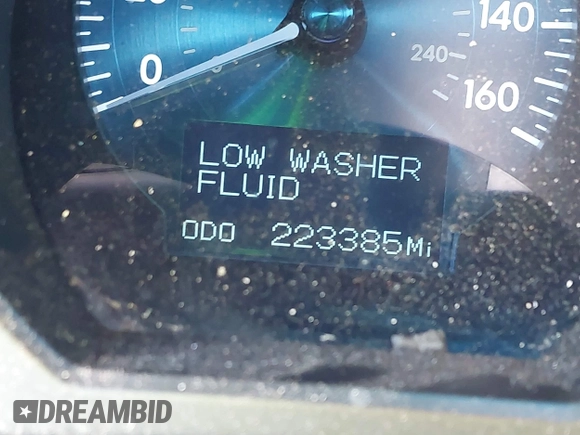 140
240
0
160
LOW WASHER
FLUID
ODO 223385Mi
DREAMBID